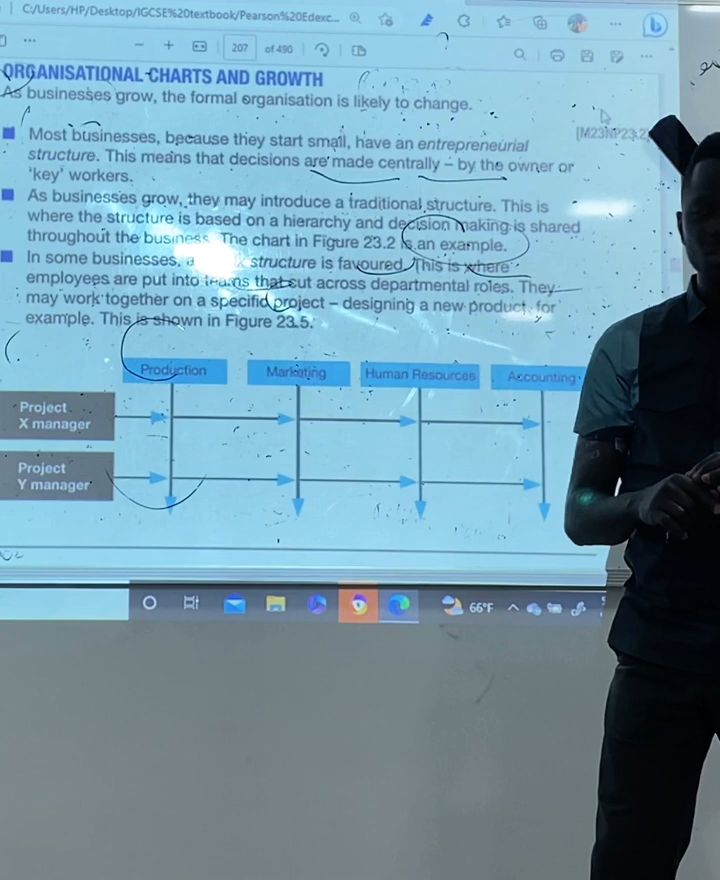 C:/Users/HP/Desktop/IGCSE%20textbook/Pearson%20Edexc...
207 of 490
ORGANISATIONAL CHARTS AND GROWTH
As businesses grow, the formal organisation is likely to change.
Most businesses, because they start small, have an entrepreneurial
structure. This means that decisions are made centrally – by the owner or
'key' workers.
As businesses grow, they may introduce a traditional structure. This is
where the structure is based on a hierarchy and decision making is shared
throughout the business. The chart in Figure 23.2 is an example.
In some businesses, a structure is favoured. This is where
employees are put into teams that cut across departmental roles. They
may work together on a specific project – designing a new product, for
example. This is shown in Figure 23.5.
Production Marketing Human Resources Accounting
Project
X manager
Project
Y manager
66°F